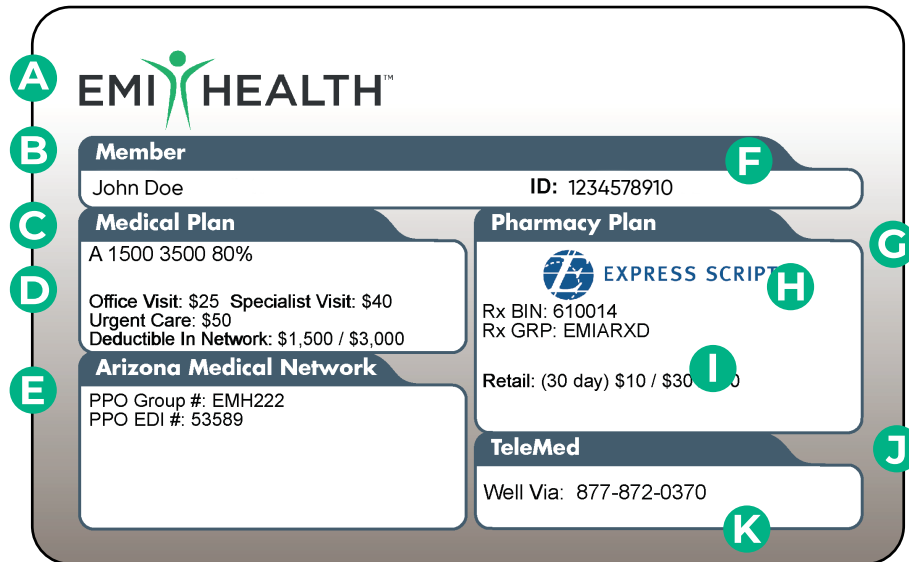 A
EMI HEALTH™
B
Member
F
John Doe ID: 1234578910
C
Medical Plan
A 1500 3500 80%
D
Office Visit: $25 Specialist Visit: $40
Urgent Care: $50
Deductible In Network: $1,500 / $3,000
Pharmacy Plan
G
EXPRESS
H
Rx BIN: 610014
Rx GRP: EMIARXD
I
Retail: (30 day) $10 / $30
E
Arizona Medical Network
PPO Group #: EMH222
PPO EDI #: 53589
J
TeleMed
Well Via: 877-872-0370
K